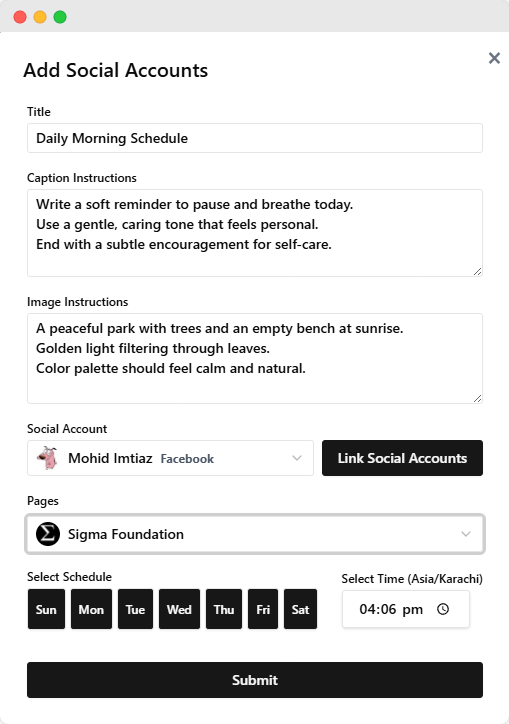 Add Social Accounts
Title
Daily Morning Schedule
Caption Instructions
Write a soft reminder to pause and breathe today.
Use a gentle, caring tone that feels personal.
End with a subtle encouragement for self-care.
Image Instructions
A peaceful park with trees and an empty bench at sunrise.
Golden light filtering through leaves.
Color palette should feel calm and natural.
Social Account
Mohid Imtiaz Facebook
Link Social Accounts
Pages
Sigma Foundation
Select Schedule
Sun Mon Tue Wed Thu Fri Sat
Select Time (Asia/Karachi)
04:06 pm
Submit